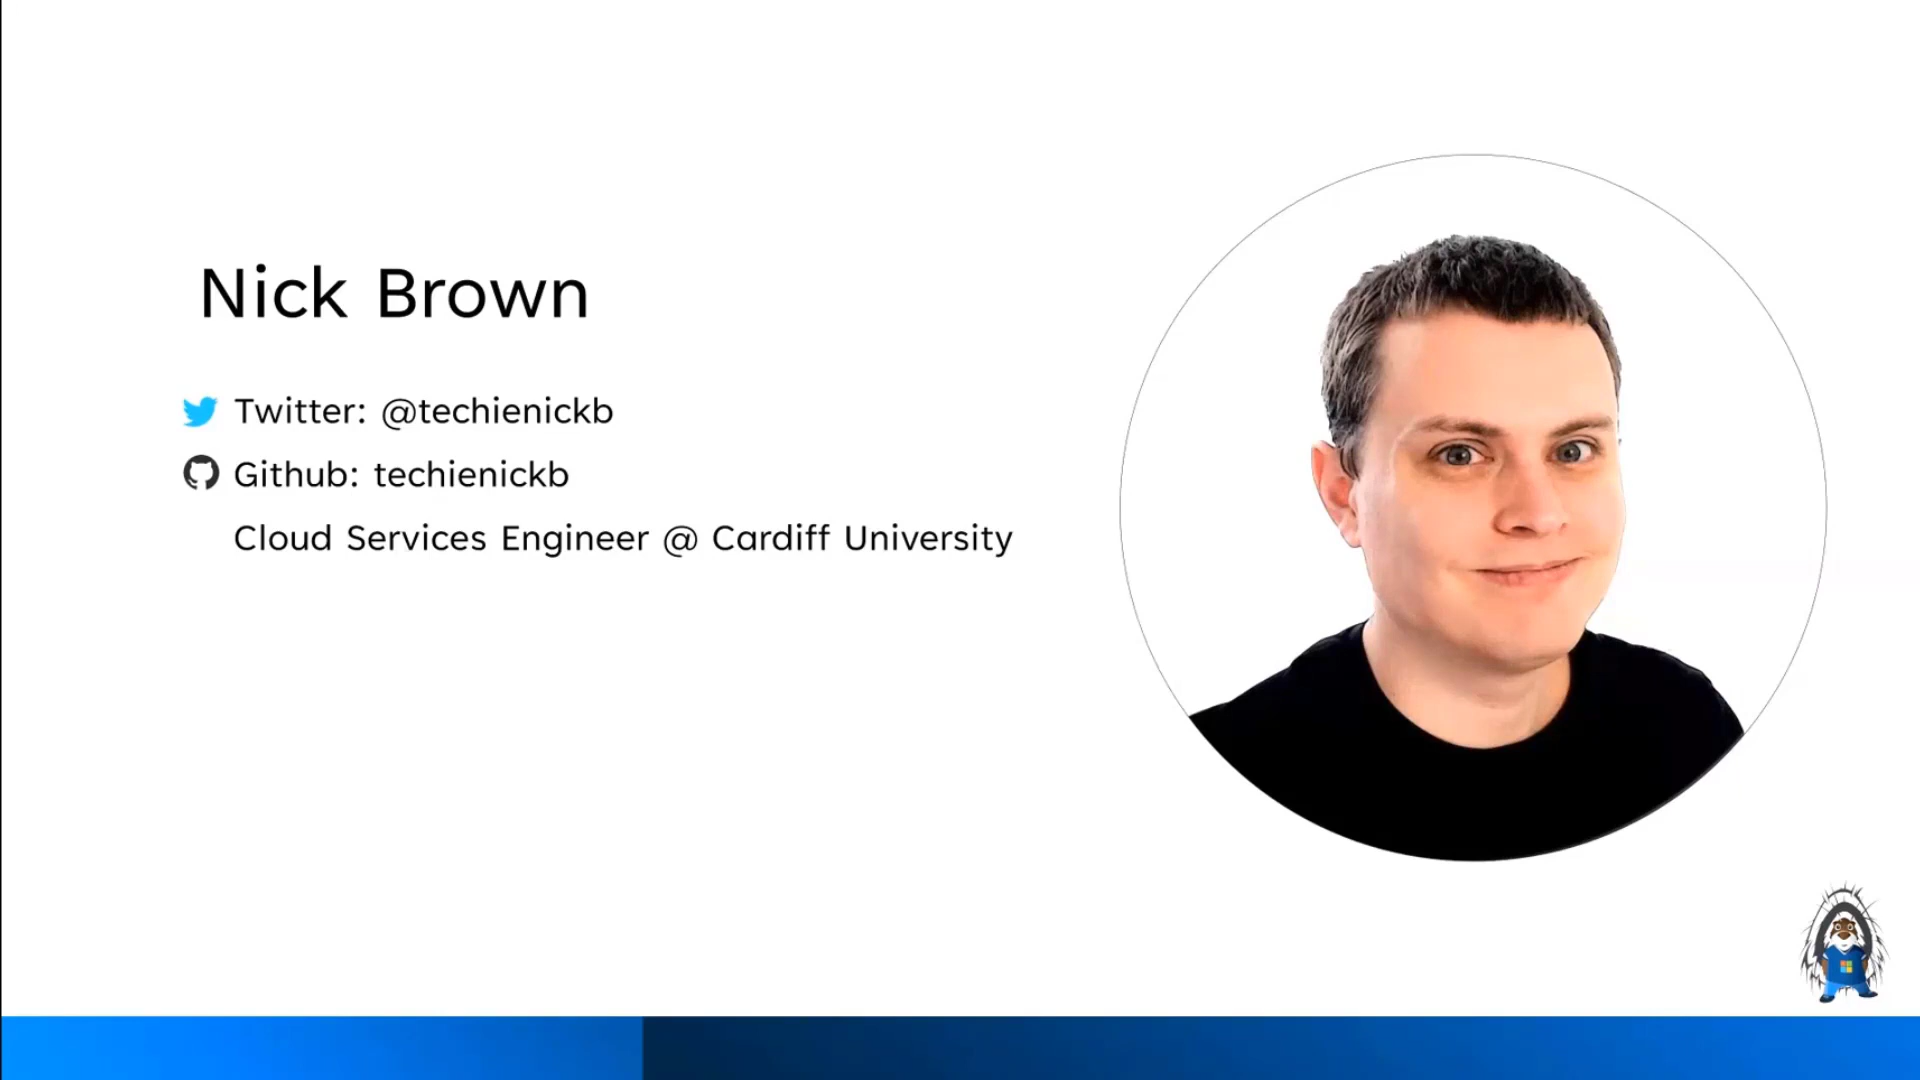 Nick Brown
Twitter: @techienickb
Github: techienickb
Cloud Services Engineer @ Cardiff University